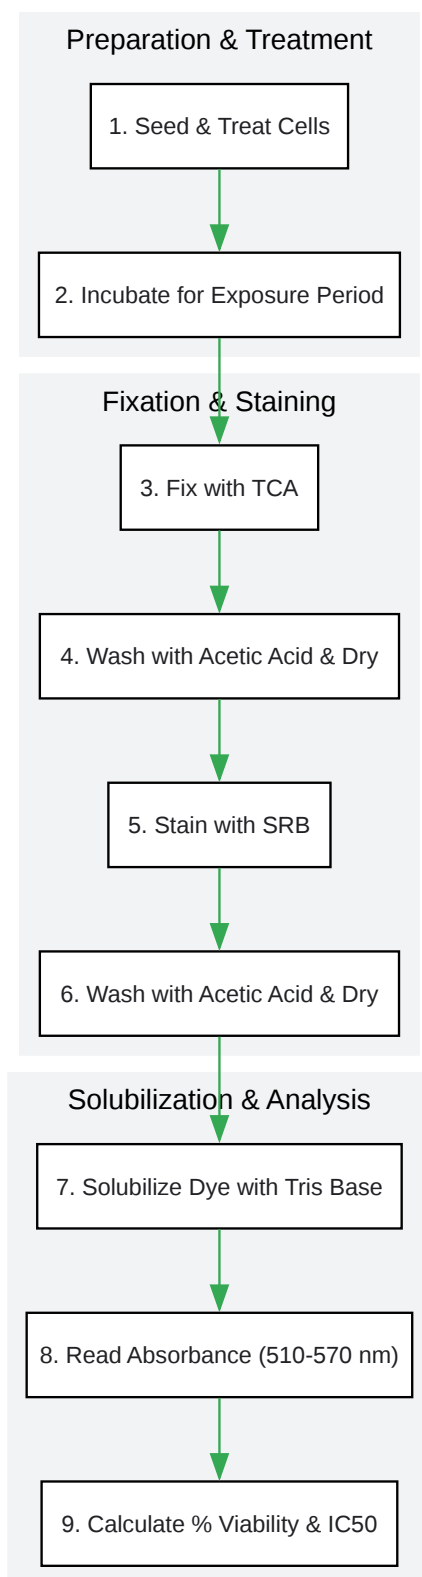 Preparation & Treatment
1. Seed & Treat Cells
2. Incubate for Exposure Period
Fixation & Staining
3. Fix with TCA
4. Wash with Acetic Acid & Dry
5. Stain with SRB
6. Wash with Acetic Acid & Dry
Solubilization & Analysis
7. Solubilize Dye with Tris Base
8. Read Absorbance (510-570 nm)
9. Calculate % Viability & IC50